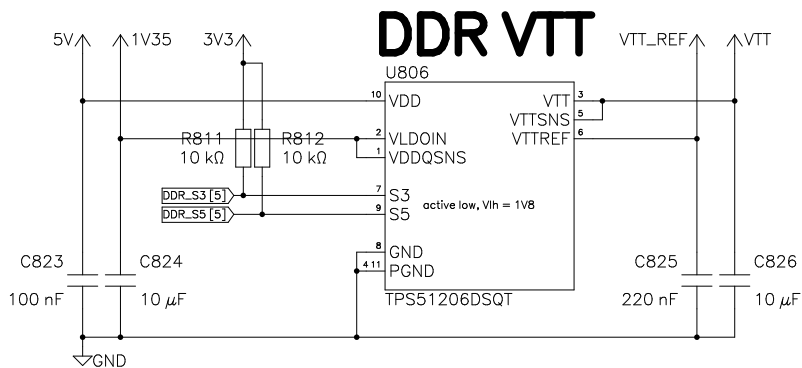 DDR VTT
5V 1V35 3V3 VTT_REF VTT
U806
10 VDD VTT 3
VTTSNS 5
R811 R812 2 VLDOIN VTTREF 6
10 kΩ 10 kΩ 1 VDDQSNS
DDR_S3 [5] 7 S3
active low, VIh = 1V8
DDR_S5 [5] 9 S5
8 GND
C823 C824 4 11 PGND C825 C826
100 nF 10 µF TPS51206DSQT 220 nF 10 µF
GND